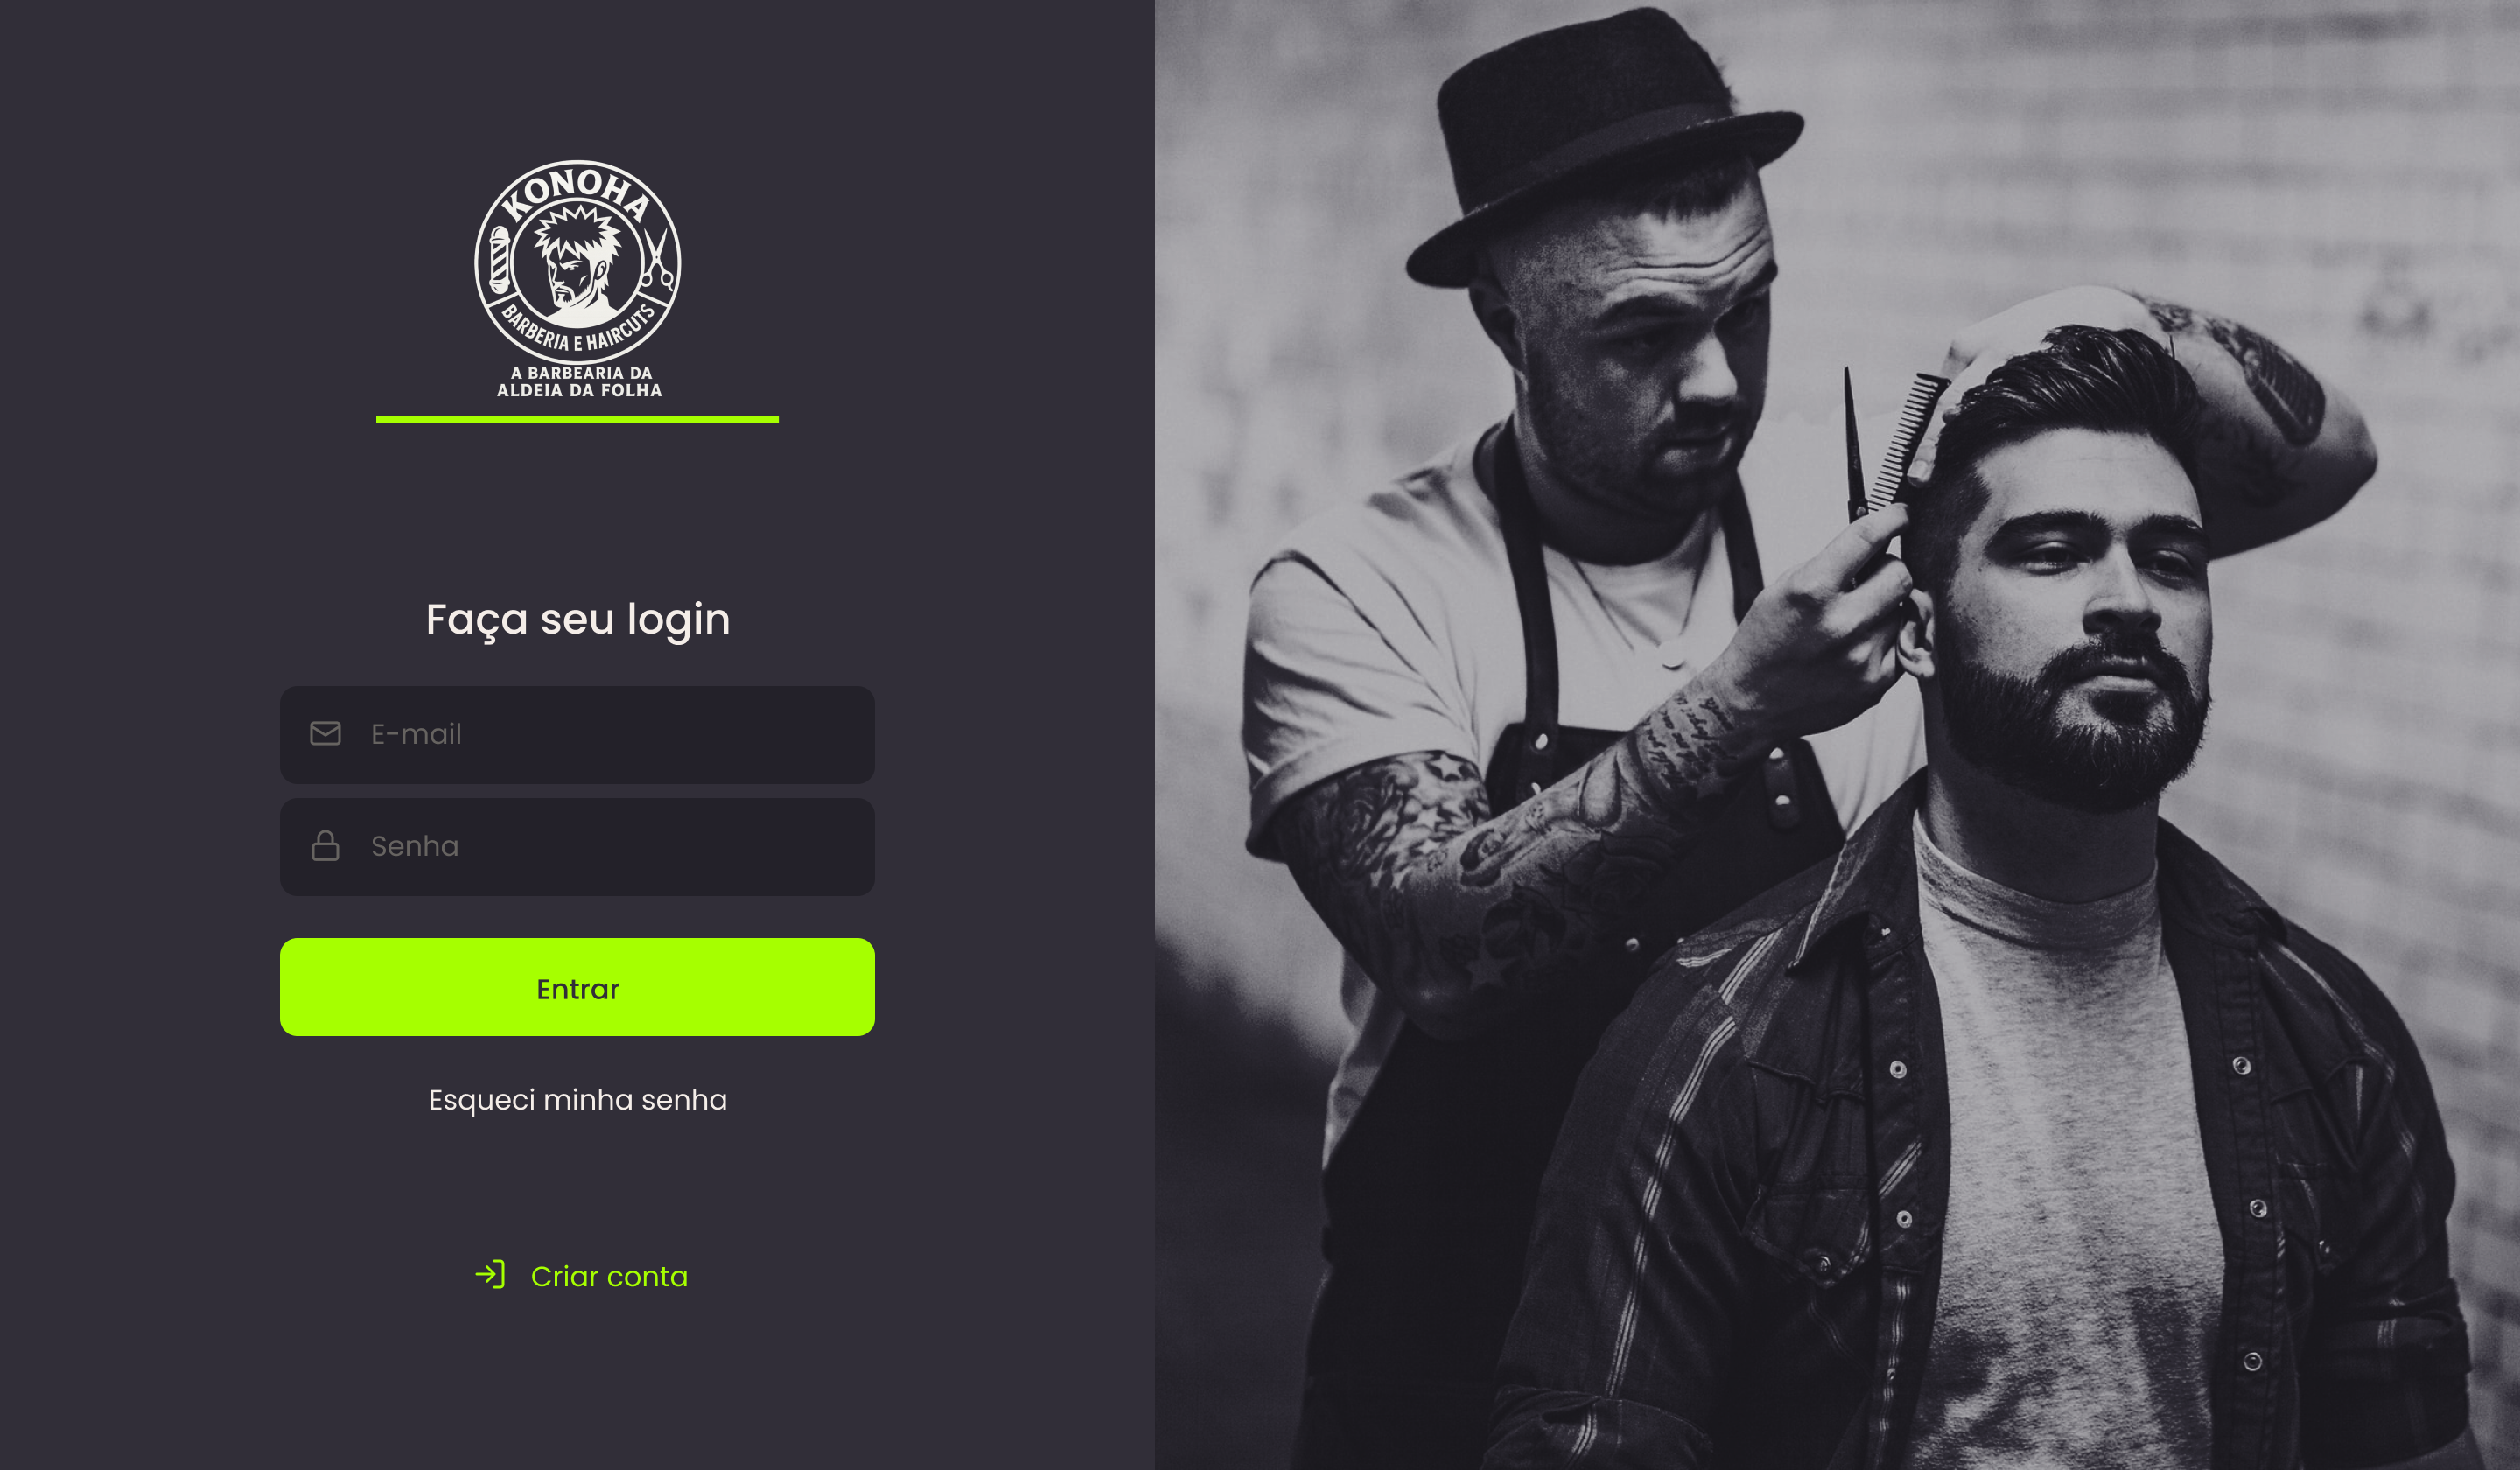 KONOHA
BARBERIA E HAIRCUTS
A BARBEARIA DA
ALDEIA DA FOLHA
Faça seu login
E-mail
Senha
Entrar
Esqueci minha senha
Criar conta